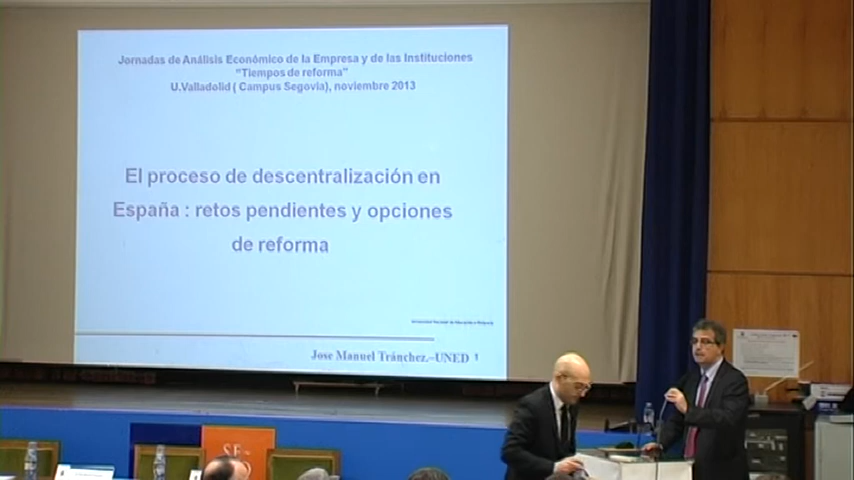 Jornadas de Análisis Económico de la Empresa y de las Instituciones
"Tiempos de reforma"
U.Valladolid ( Campus Segovia), noviembre 2013
El proceso de descentralización en
España : retos pendientes y opciones
de reforma
Jose Manuel Tránchez.–UNED 1
SE